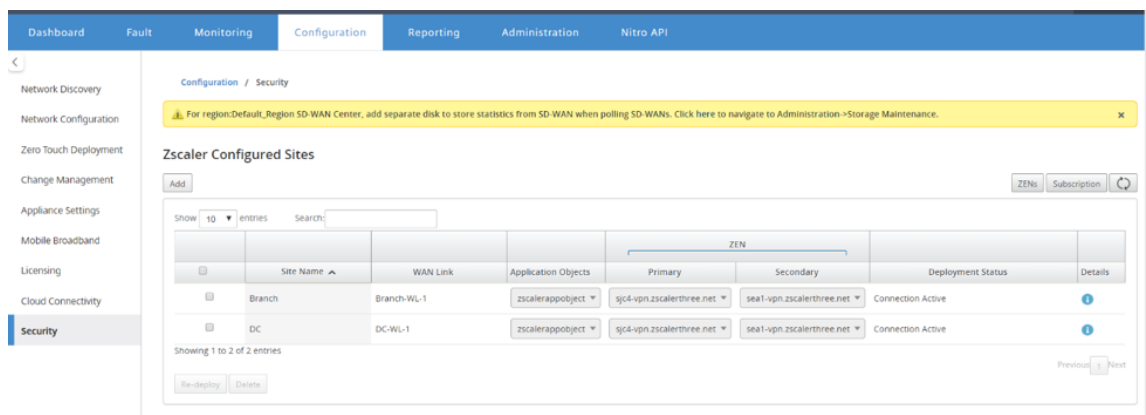 Dashboard Fault Monitoring Configuration Reporting Administration Nitro API
Network Discovery
Network Configuration
Zero Touch Deployment
Change Management
Appliance Settings
Mobile Broadband
Licensing
Cloud Connectivity
Security
Configuration / Security
For region:Default_Region SD-WAN Center, add separate disk to store statistics from SD-WAN when polling SD-WANs. Click here to navigate to Administration->Storage Maintenance. x
Zscaler Configured Sites
Add ZENs Subscription
Show 10 entries Search:
ZEN
Site Name WAN Link Application Objects Primary Secondary Deployment Status Details
Branch Branch-WL-1 zscalerappobject sjc4-vpn.zscalerthree.net sea1-vpn.zscalerthree.net Connection Active
DC DC-WL-1 zscalerappobject sjc4-vpn.zscalerthree.net sea1-vpn.zscalerthree.net Connection Active
Showing 1 to 2 of 2 entries
Previous 1 Next
Re-deploy Delete